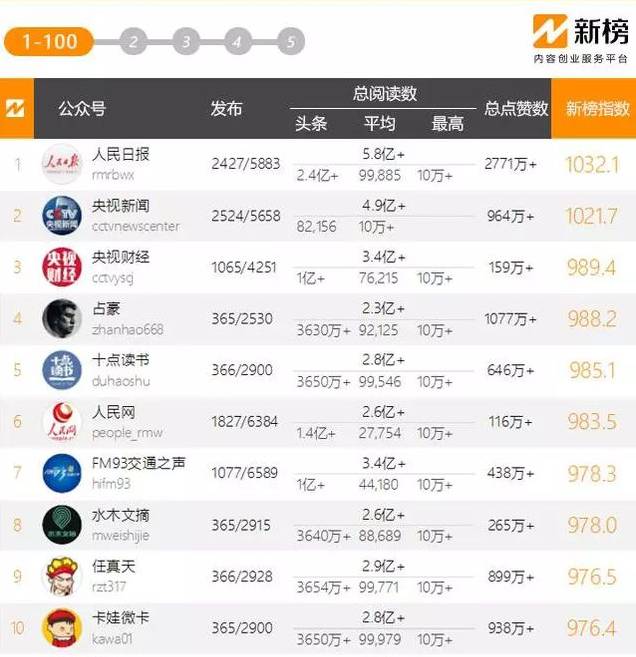 1-100 2 3 4 5
新榜
内容创业服务平台
公众号 发布 总阅读数 总点赞数 新榜指数
头条 平均 最高
1 人民日报 2427/5883 5.8亿+ 2771万+ 1032.1
rmrbwx 2.4亿+ 99,885 10万+
2 央视新闻 2524/5658 4.9亿+ 964万+ 1021.7
cctvnewscenter 82,156 10万+
3 央视财经 1065/4251 3.4亿+ 159万+ 989.4
cctvyscj 1亿+ 76,215 10万+
4 占豪 365/2530 2.3亿+ 1077万+ 988.2
zhanhao668 3630万+ 92,125 10万+
5 十点读书 366/2900 2.8亿+ 646万+ 985.1
duhaoshu 3650万+ 99,546 10万+
6 人民网 1827/6384 2.6亿+ 116万+ 983.5
people_rmw 1.4亿+ 27,754 10万+
7 FM93交通之声 1077/6589 3.4亿+ 438万+ 978.3
hifm93 1亿+ 44,180 10万+
8 水木文摘 365/2915 2.6亿+ 265万+ 978.0
mweishijie 3640万+ 88,689 10万+
9 任真天 366/2928 2.9亿+ 899万+ 976.5
rzt317 3654万+ 99,771 10万+
10 卡娃微卡 365/2900 2.8亿+ 938万+ 976.4
kawa01 3650万+ 99,979 10万+